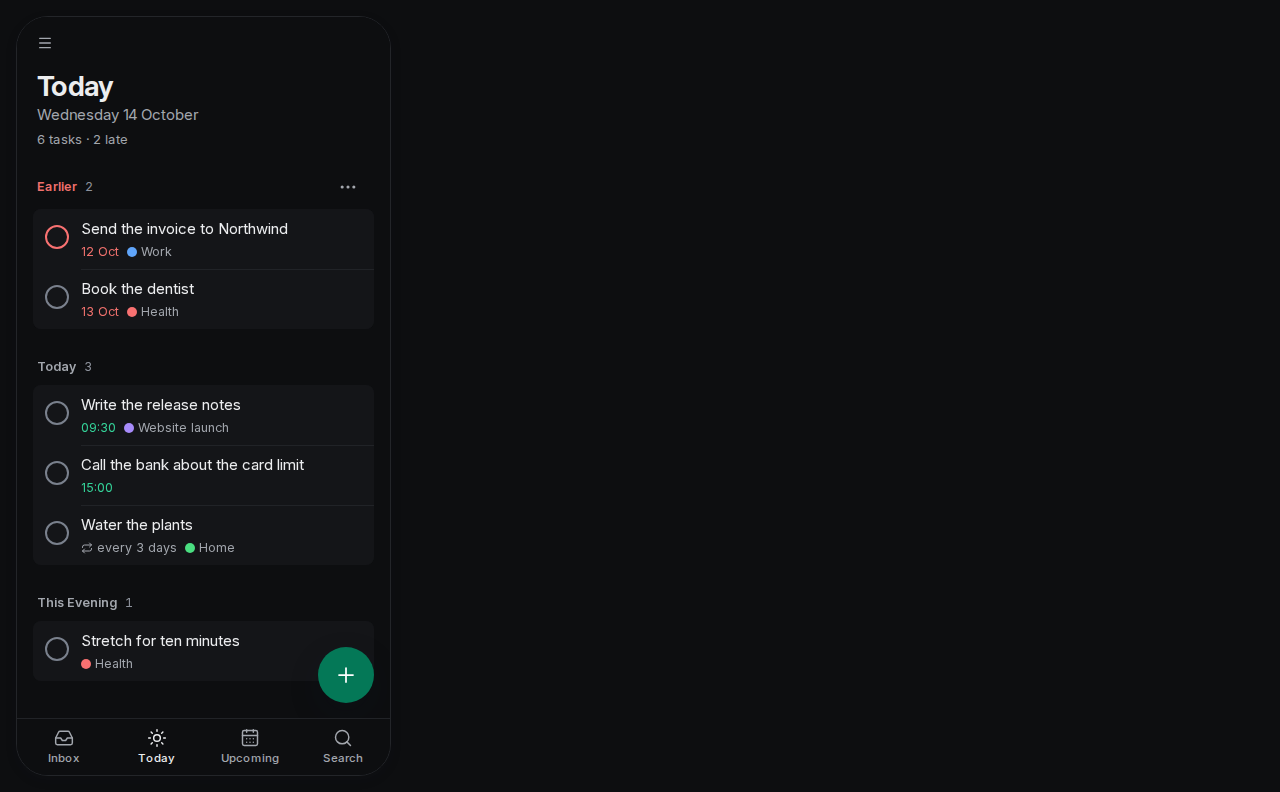 Today
Wednesday 14 October
6 tasks · 2 late
Earlier 2
Send the invoice to Northwind
12 Oct Work
Book the dentist
13 Oct Health
Today 3
Write the release notes
09:30 Website launch
Call the bank about the card limit
15:00
Water the plants
every 3 days Home
This Evening 1
Stretch for ten minutes
Health
Inbox Today Upcoming Search